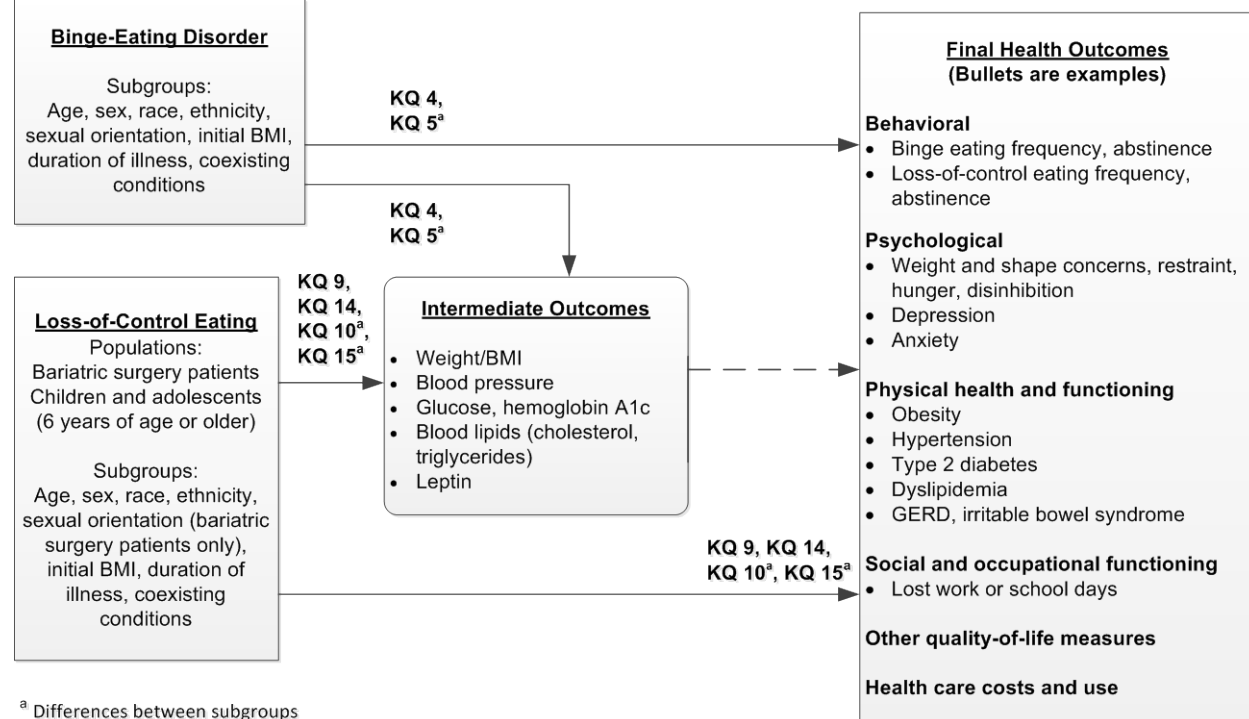 Binge-Eating Disorder
Subgroups:
Age, sex, race, ethnicity,
sexual orientation, initial BMI,
duration of illness, coexisting
conditions
KQ 4,
KQ 5ᵃ
KQ 4,
KQ 5ᵃ
Loss-of-Control Eating
Populations:
Bariatric surgery patients
Children and adolescents
(6 years of age or older)
Subgroups:
Age, sex, race, ethnicity,
sexual orientation (bariatric
surgery patients only),
initial BMI, duration of
illness, coexisting
conditions
KQ 9,
KQ 14,
KQ 10ᵃ,
KQ 15ᵃ
Intermediate Outcomes
• Weight/BMI
• Blood pressure
• Glucose, hemoglobin A1c
• Blood lipids (cholesterol,
triglycerides)
• Leptin
KQ 9, KQ 14,
KQ 10ᵃ, KQ 15ᵃ
Final Health Outcomes
(Bullets are examples)
Behavioral
• Binge eating frequency, abstinence
• Loss-of-control eating frequency,
abstinence
Psychological
• Weight and shape concerns, restraint,
hunger, disinhibition
• Depression
• Anxiety
Physical health and functioning
• Obesity
• Hypertension
• Type 2 diabetes
• Dyslipidemia
• GERD, irritable bowel syndrome
Social and occupational functioning
• Lost work or school days
Other quality-of-life measures
Health care costs and use
ᵃ Differences between subgroups